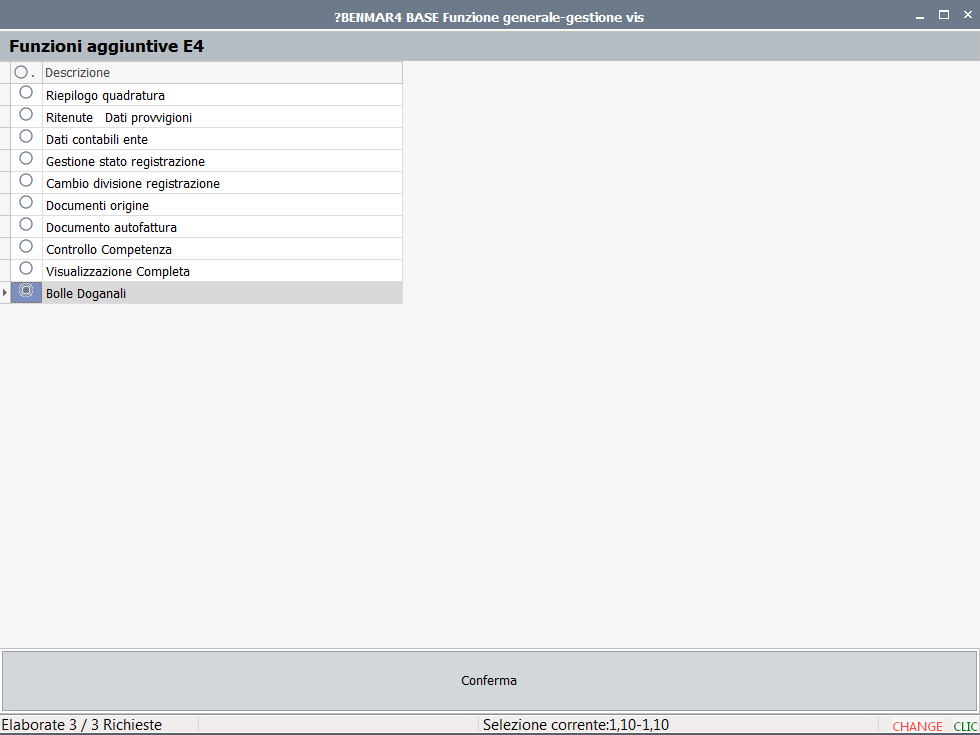 ?BENMAR4 BASE Funzione generale-gestione vis
Funzioni aggiuntive E4
. Descrizione
Riepilogo quadratura
Ritenute Dati provvigioni
Dati contabili ente
Gestione stato registrazione
Cambio divisione registrazione
Documenti origine
Documento autofattura
Controllo Competenza
Visualizzazione Completa
Bolle Doganali
Conferma
Elaborate 3 / 3 Richieste Selezione corrente:1,10-1,10 CHANGE CLIC